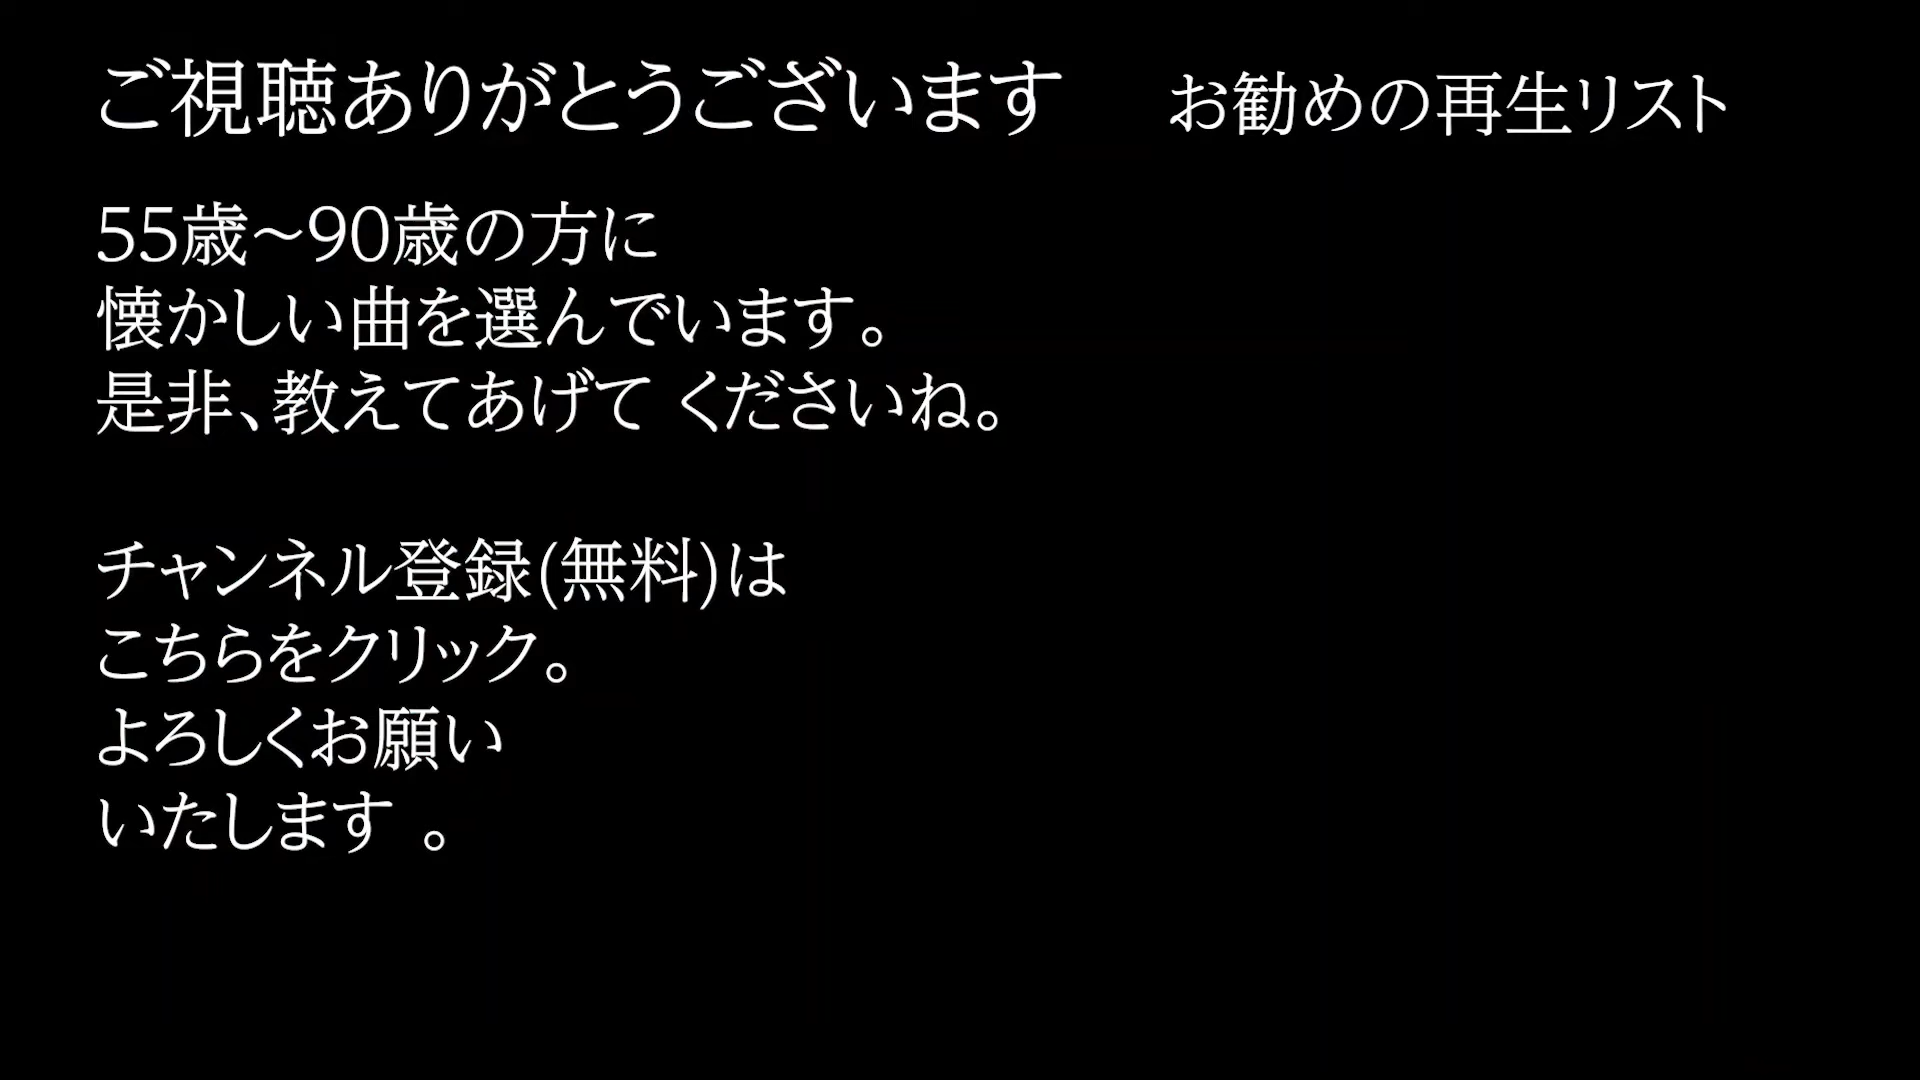 ご視聴ありがとうございます
お勧めの再生リスト
55歳～90歳の方に
懐かしい曲を選んでいます。
是非、教えてあげて くださいね。
チャンネル登録(無料)は
こちらをクリック。
よろしくお願い
いたします 。